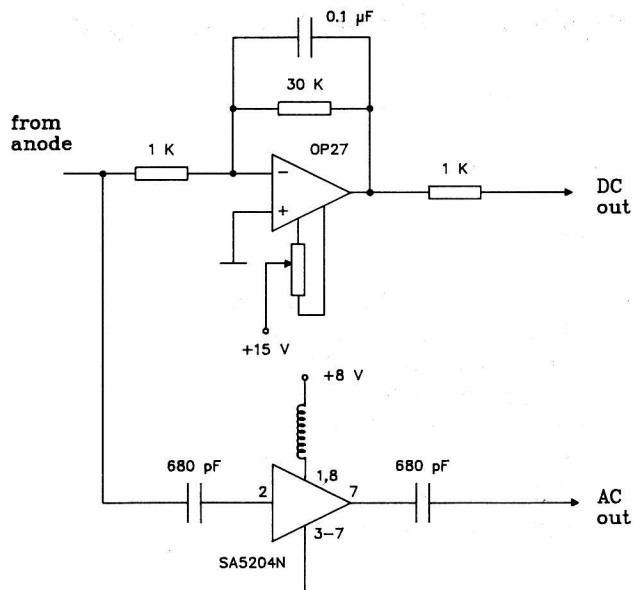 0.1 µF
30 K
from
anode
1 K
OP27
−
+
1 K
DC
out
+15 V
+8 V
680 pF
1,8
680 pF
2
7
3−7
AC
out
SA5204N